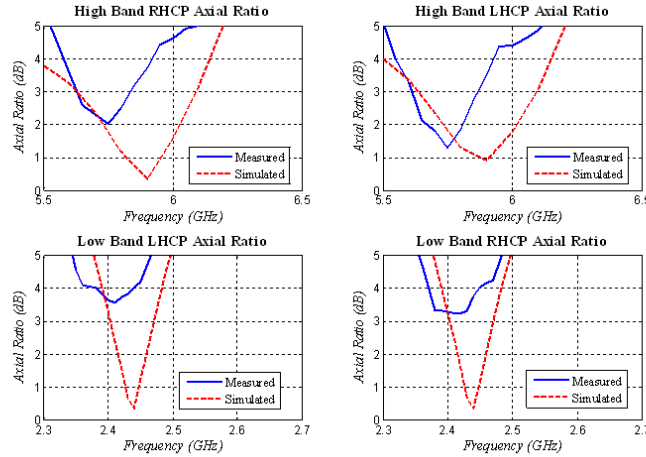 High Band RHCP Axial Ratio
Axial Ratio (dB)
5
4
3
2
1
0
Measured
Simulated
5.5
6
6.5
Frequency (GHz)
High Band LHCP Axial Ratio
Axial Ratio (dB)
5
4
3
2
1
0
Measured
Simulated
5.5
6
6.5
Frequency (GHz)
Low Band LHCP Axial Ratio
Axial Ratio (dB)
5
4
3
2
1
0
Measured
Simulated
2.3
2.4
2.5
2.6
2.7
Frequency (GHz)
Low Band RHCP Axial Ratio
Axial Ratio (dB)
5
4
3
2
1
0
Measured
Simulated
2.3
2.4
2.5
2.6
2.7
Frequency (GHz)